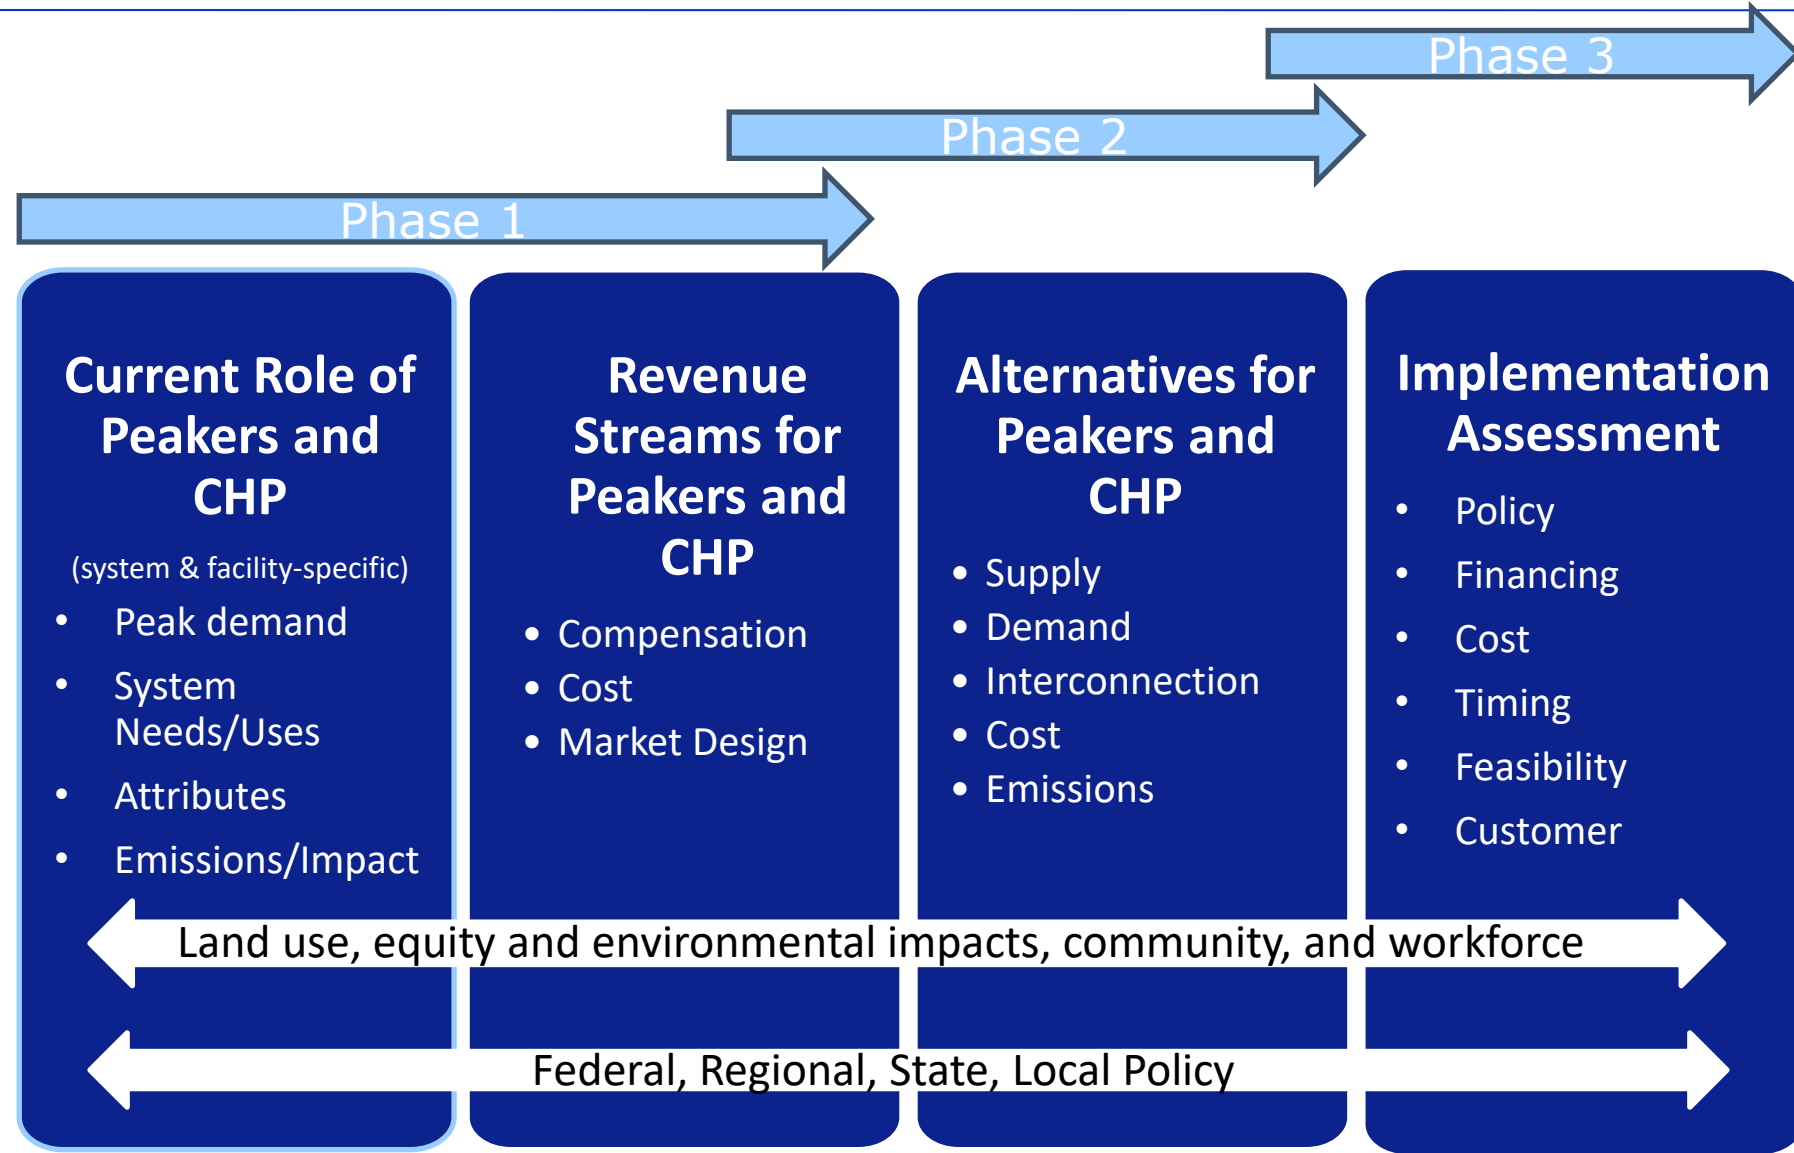 Phase 3
Phase 2
Phase 1
Current Role of
Peakers and
CHP
(system & facility-specific)
• Peak demand
• System
Needs/Uses
• Attributes
• Emissions/Impact
Revenue
Streams for
Peakers and
CHP
• Compensation
• Cost
• Market Design
Alternatives for
Peakers and
CHP
• Supply
• Demand
• Interconnection
• Cost
• Emissions
Implementation
Assessment
• Policy
• Financing
• Cost
• Timing
• Feasibility
• Customer
Land use, equity and environmental impacts, community, and workforce
Federal, Regional, State, Local Policy